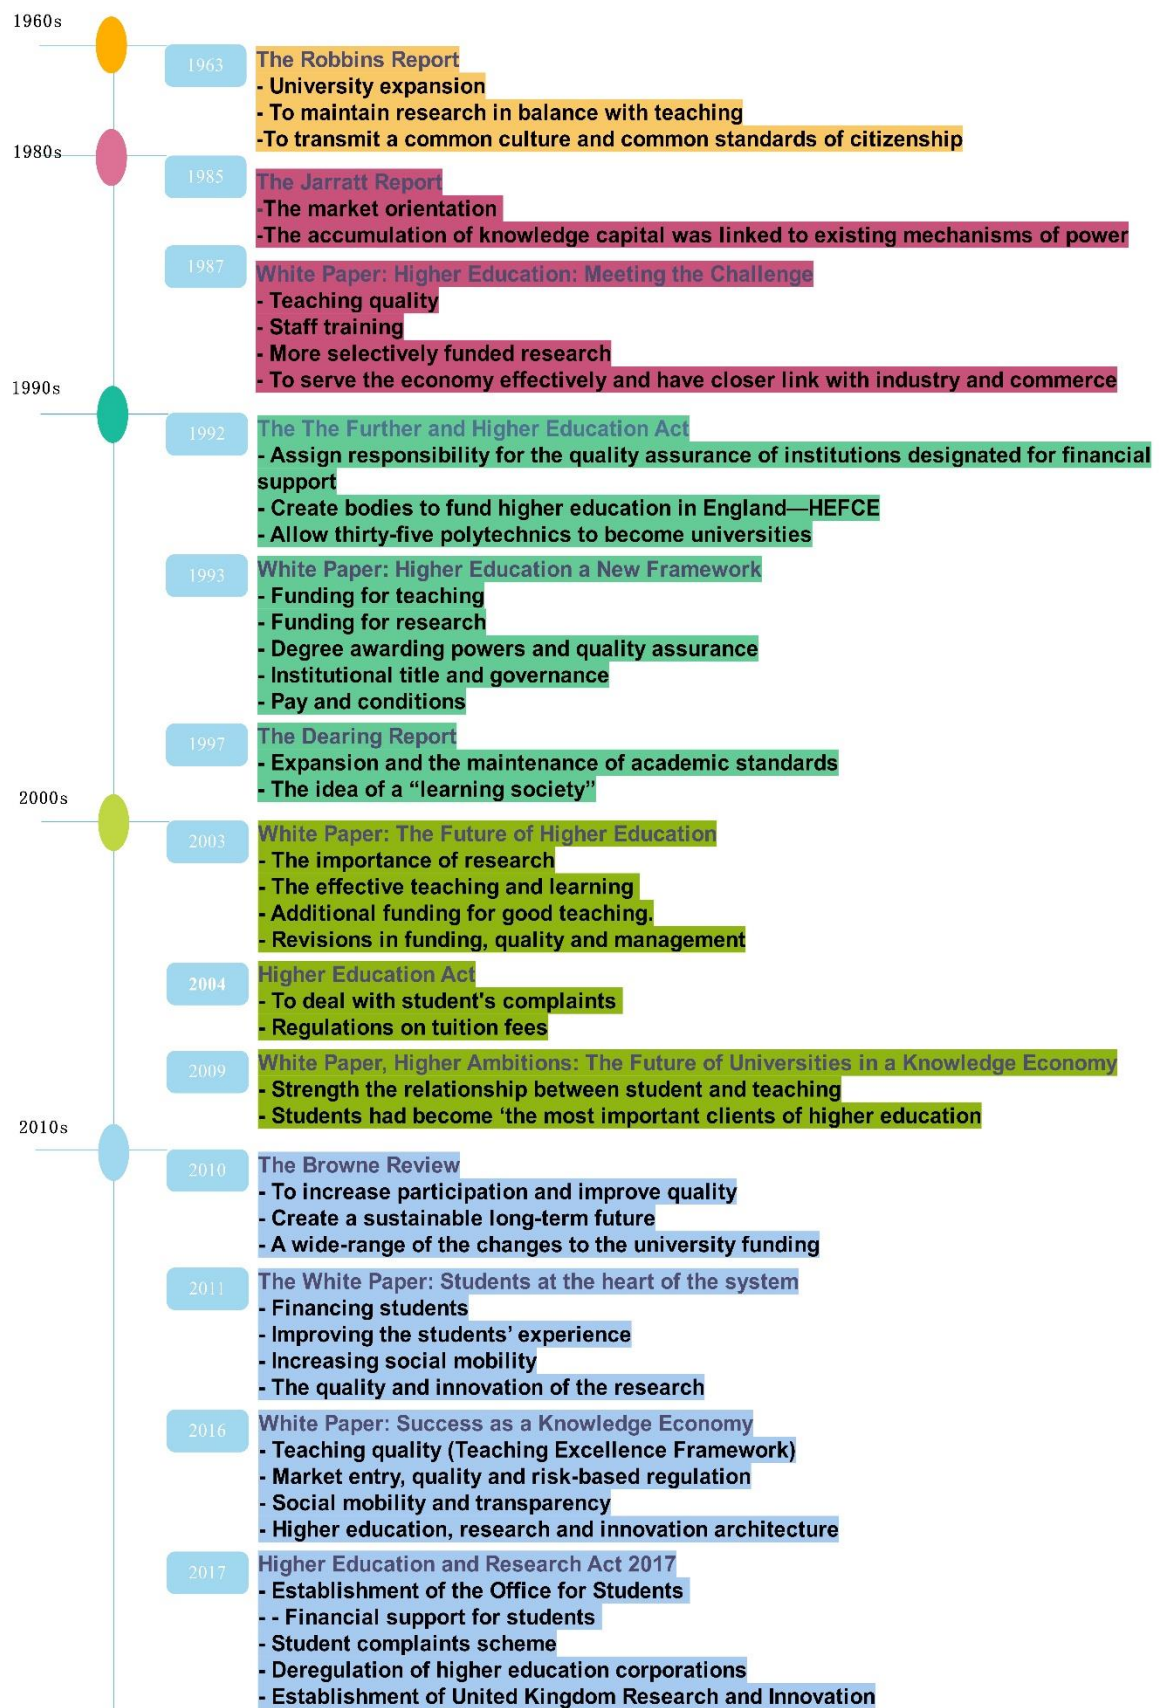 1960s
1963
The Robbins Report
- University expansion
- To maintain research in balance with teaching
-To transmit a common culture and common standards of citizenship
1980s
1985
The Jarratt Report
-The market orientation
-The accumulation of knowledge capital was linked to existing mechanisms of power
1987
White Paper: Higher Education: Meeting the Challenge
- Teaching quality
- Staff training
- More selectively funded research
- To serve the economy effectively and have closer link with industry and commerce
1990s
1992
The The Further and Higher Education Act
- Assign responsibility for the quality assurance of institutions designated for financial
support
- Create bodies to fund higher education in England—HEFCE
- Allow thirty-five polytechnics to become universities
1993
White Paper: Higher Education a New Framework
- Funding for teaching
- Funding for research
- Degree awarding powers and quality assurance
- Institutional title and governance
- Pay and conditions
1997
The Dearing Report
- Expansion and the maintenance of academic standards
- The idea of a “learning society”
2000s
2003
White Paper: The Future of Higher Education
- The importance of research
- The effective teaching and learning
- Additional funding for good teaching.
- Revisions in funding, quality and management
2004
Higher Education Act
- To deal with student's complaints
- Regulations on tuition fees
2009
White Paper, Higher Ambitions: The Future of Universities in a Knowledge Economy
- Strength the relationship between student and teaching
- Students had become ‘the most important clients of higher education
2010s
2010
The Browne Review
- To increase participation and improve quality
- Create a sustainable long-term future
- A wide-range of the changes to the university funding
2011
The White Paper: Students at the heart of the system
- Financing students
- Improving the students’ experience
- Increasing social mobility
- The quality and innovation of the research
2016
White Paper: Success as a Knowledge Economy
- Teaching quality (Teaching Excellence Framework)
- Market entry, quality and risk-based regulation
- Social mobility and transparency
- Higher education, research and innovation architecture
2017
Higher Education and Research Act 2017
- Establishment of the Office for Students
- - Financial support for students
- Student complaints scheme
- Deregulation of higher education corporations
- Establishment of United Kingdom Research and Innovation